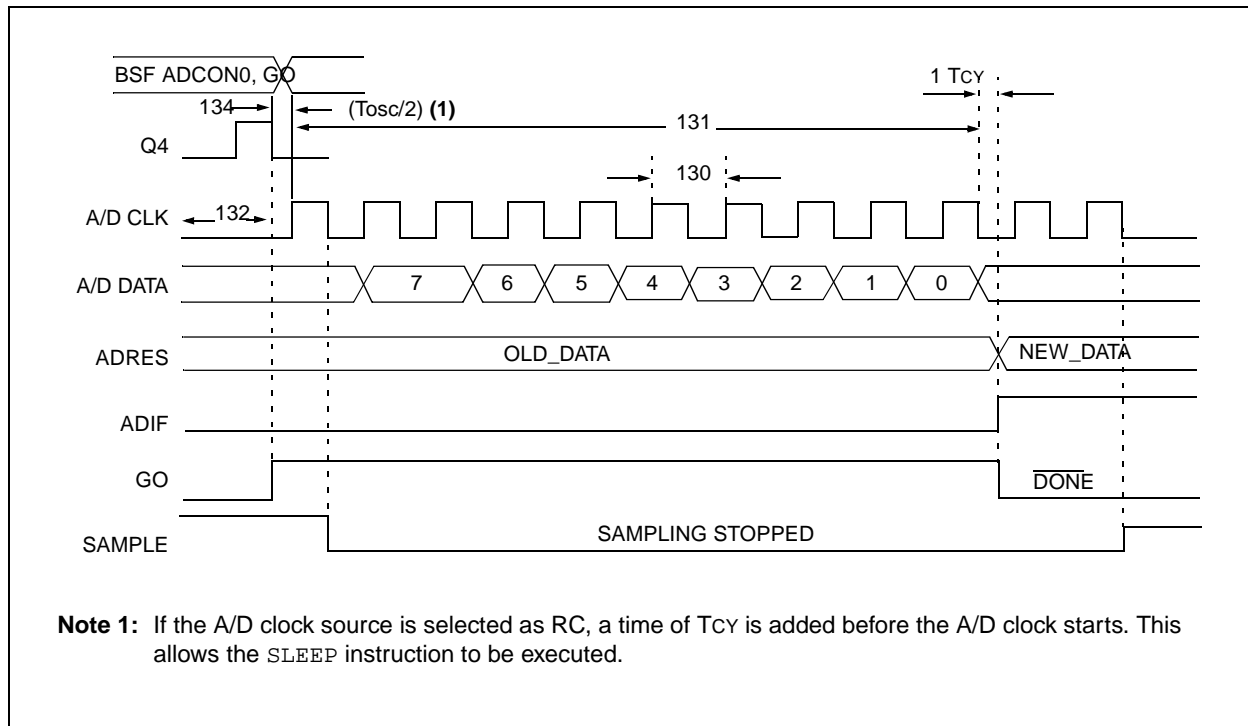 BSF ADCON0, GO
1 TCY
134
(Tosc/2) (1)
131
Q4
130
A/D CLK
132
A/D DATA
7 6 5 4 3 2 1 0
ADRES
OLD_DATA
NEW_DATA
ADIF
GO
DONE
SAMPLE
SAMPLING STOPPED
Note 1: If the A/D clock source is selected as RC, a time of TCY is added before the A/D clock starts. This
allows the SLEEP instruction to be executed.